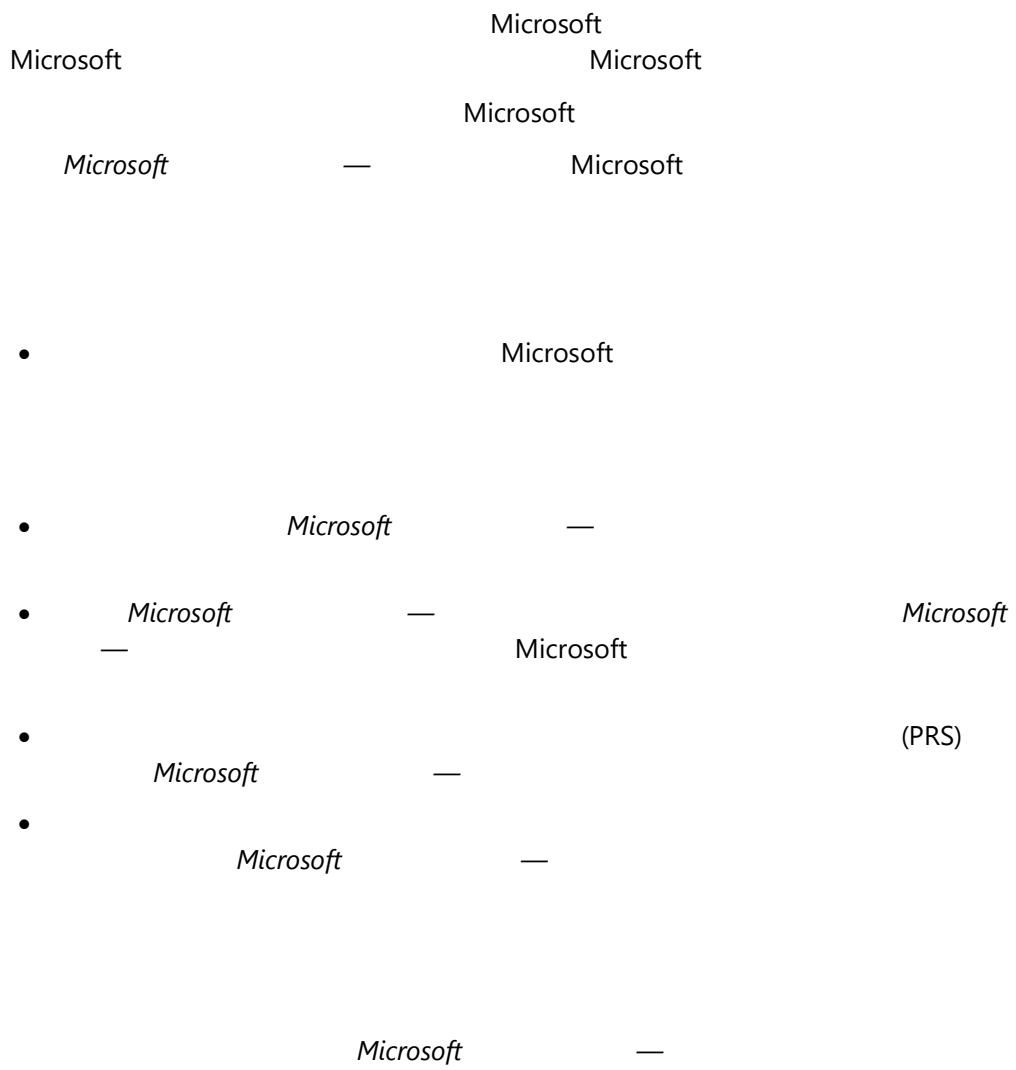 Microsoft
Microsoft Microsoft
Microsoft
Microsoft — Microsoft
• Microsoft
• Microsoft —
• Microsoft — Microsoft
— Microsoft
• (PRS)
Microsoft —
•
Microsoft —
Microsoft —